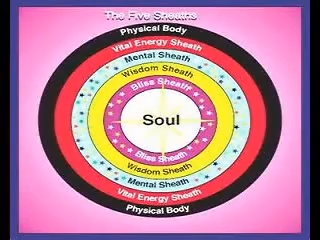 The Five Sheaths
Physical Body
Vital Energy Sheath
Mental Sheath
Wisdom Sheath
Bliss Sheath
Soul
Bliss Sheath
Wisdom Sheath
Mental Sheath
Vital Energy Sheath
Physical Body